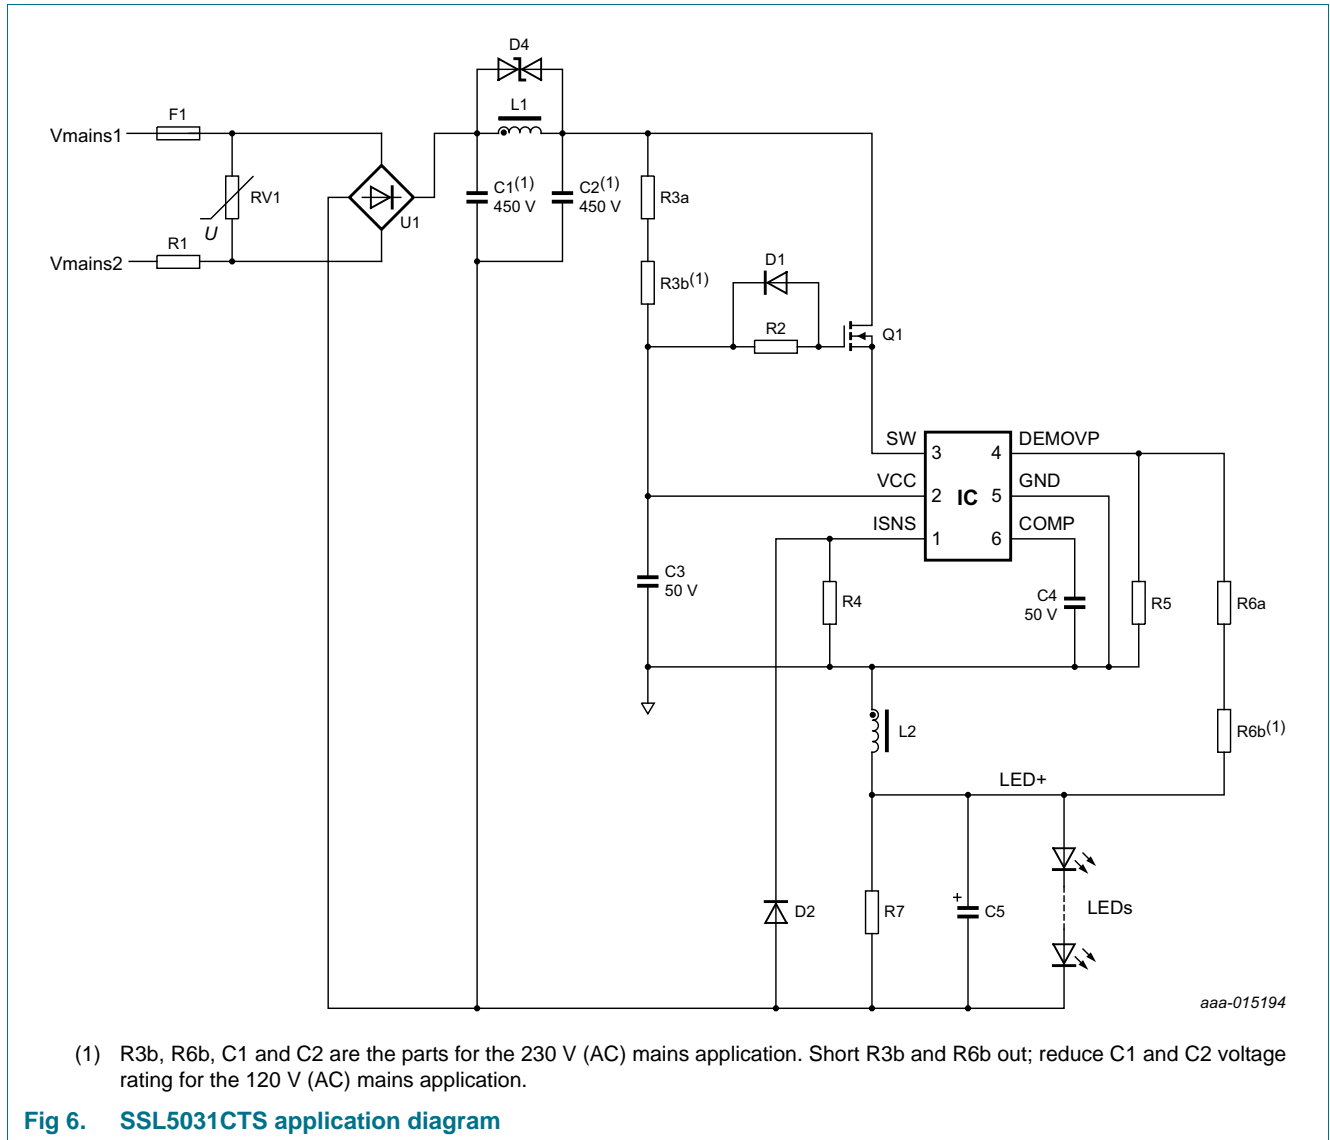 D4
F1
L1
Vmains1
RV1
U
U1
C1(1)
450 V
C2(1)
450 V
R3a
R1
Vmains2
R3b(1)
D1
R2
Q1
SW
DEMOVP
3
4
VCC
GND
2
IC
5
ISNS
COMP
1
6
C3
50 V
R4
C4
50 V
R5
R6a
L2
R6b(1)
LED+
D2
R7
+
C5
LEDs
aaa-015194
(1) R3b, R6b, C1 and C2 are the parts for the 230 V (AC) mains application. Short R3b and R6b out; reduce C1 and C2 voltage
rating for the 120 V (AC) mains application.
Fig 6. SSL5031CTS application diagram